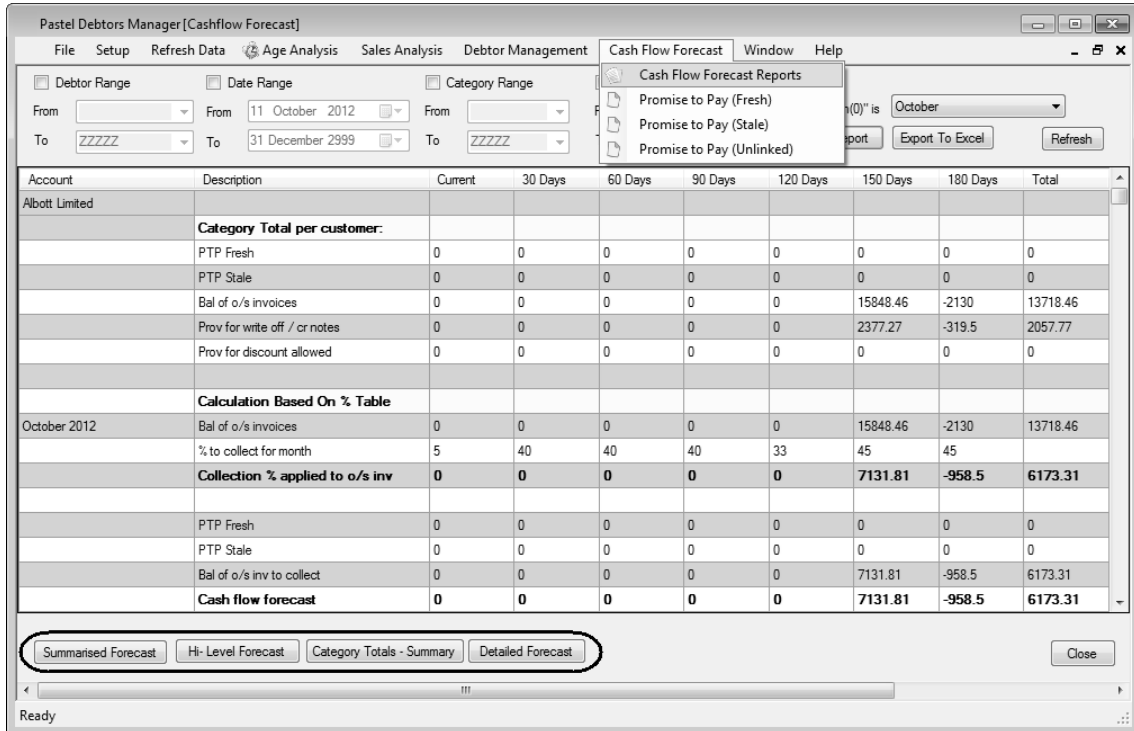 Pastel Debtors Manager [Cashflow Forecast]
File Setup Refresh Data Age Analysis Sales Analysis Debtor Management Cash Flow Forecast Window Help
Cash Flow Forecast Reports
Promise to Pay (Fresh)
Promise to Pay (Stale)
Promise to Pay (Unlinked)
Debtor Range Date Range Category Range
From From 11 October 2012 From (0)" is October
To ZZZZZ To 31 December 2999 To ZZZZZ port Export To Excel Refresh
Account Description Current 30 Days 60 Days 90 Days 120 Days 150 Days 180 Days Total
Albott Limited
Category Total per customer:
PTP Fresh 0 0 0 0 0 0 0 0
PTP Stale 0 0 0 0 0 0 0 0
Bal of o/s invoices 0 0 0 0 0 15848.46 -2130 13718.46
Prov for write off / cr notes 0 0 0 0 0 2377.27 -319.5 2057.77
Prov for discount allowed 0 0 0 0 0 0 0 0
Calculation Based On % Table
October 2012 Bal of o/s invoices 0 0 0 0 0 15848.46 -2130 13718.46
% to collect for month 5 40 40 40 33 45 45
Collection % applied to o/s inv 0 0 0 0 0 7131.81 -958.5 6173.31
PTP Fresh 0 0 0 0 0 0 0 0
PTP Stale 0 0 0 0 0 0 0 0
Bal of o/s inv to collect 0 0 0 0 0 7131.81 -958.5 6173.31
Cash flow forecast 0 0 0 0 0 7131.81 -958.5 6173.31
Summarised Forecast Hi- Level Forecast Category Totals - Summary Detailed Forecast Close
Ready